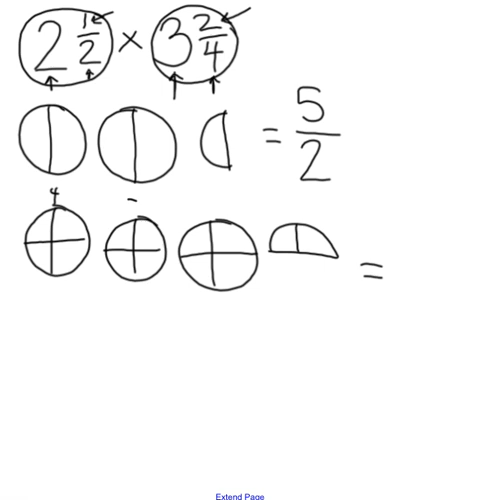 2 1/2 × 3 2/4
= 5/2
4 -
=
Extend Page